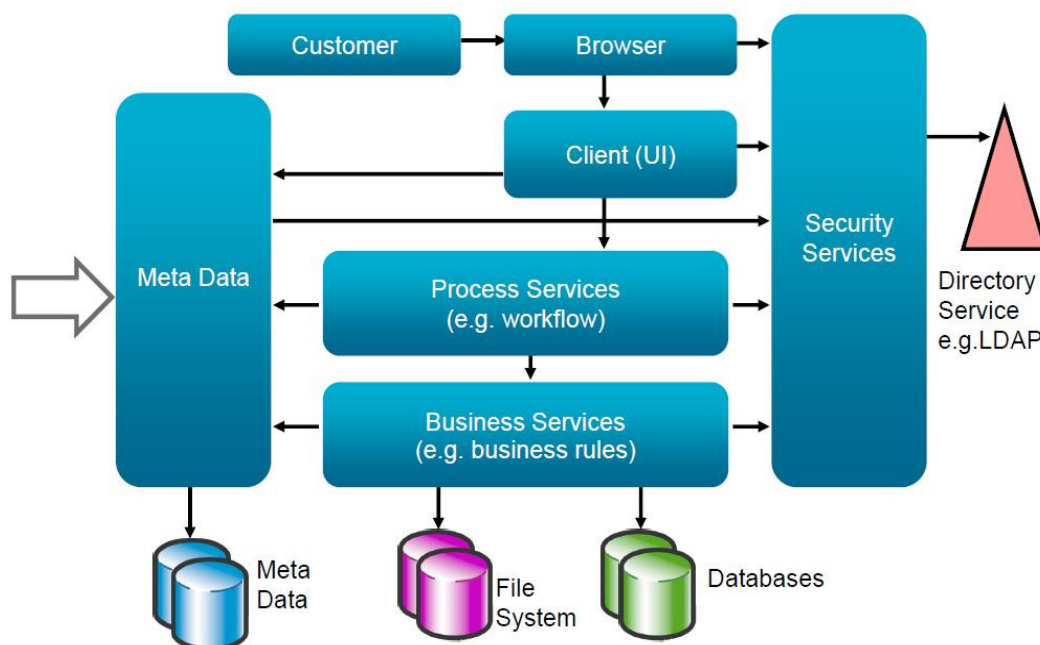 Customer
Browser
Client (UI)
Meta Data
Security
Services
Process Services
(e.g. workflow)
Directory
Service
e.g.LDAP
Business Services
(e.g. business rules)
Meta
Data
File
System
Databases